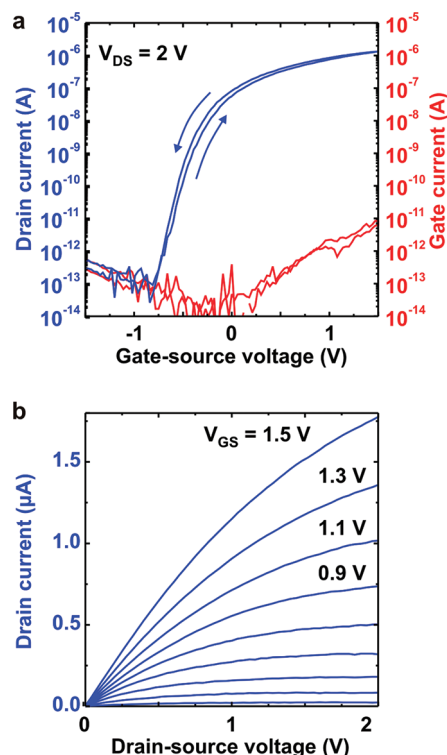 a
V_DS = 2 V
Drain current (A)
10^-5
10^-6
10^-7
10^-8
10^-9
10^-10
10^-11
10^-12
10^-13
10^-14
Gate current (A)
10^-5
10^-6
10^-7
10^-8
10^-9
10^-10
10^-11
10^-12
10^-13
10^-14
-1 0 1
Gate-source voltage (V)
b
V_GS = 1.5 V
1.3 V
1.1 V
0.9 V
Drain current (µA)
1.5
1.0
0.5
0.0
0 1 2
Drain-source voltage (V)